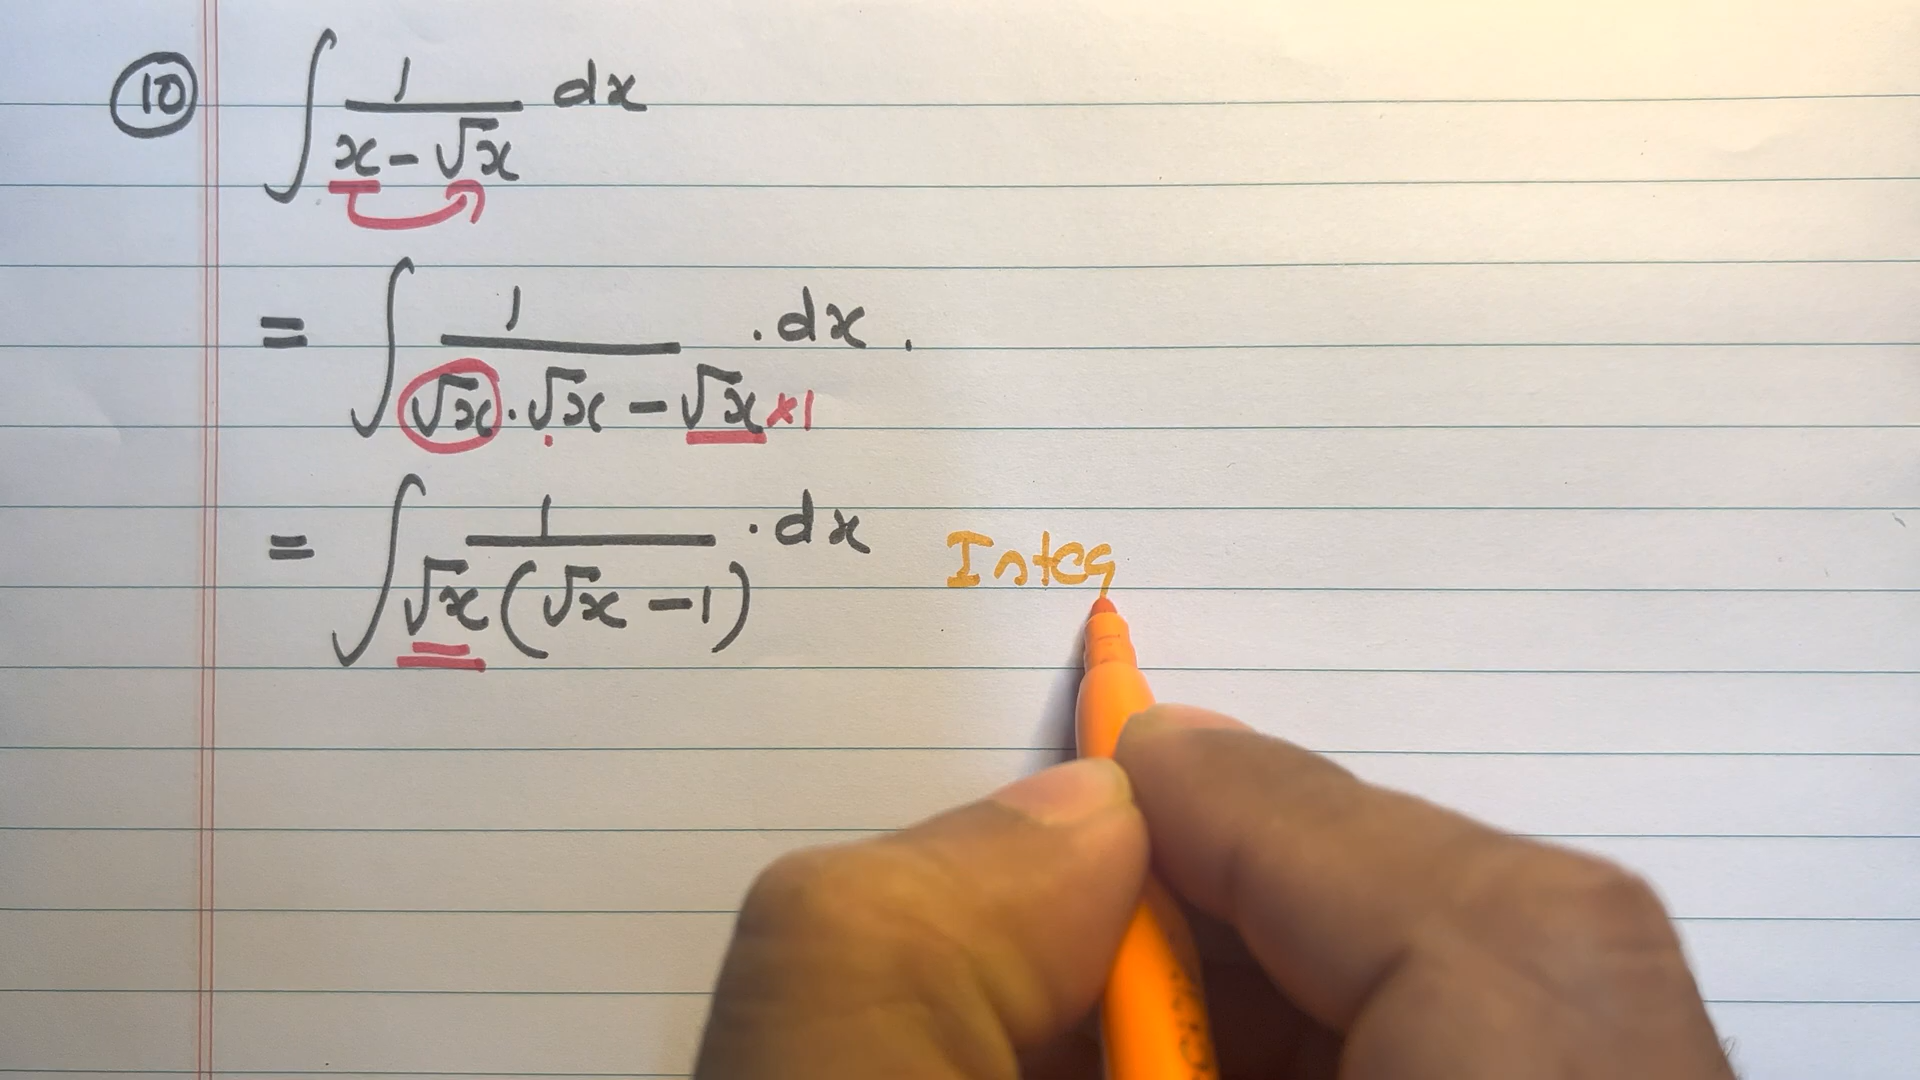 ⑩ ∫ 1/(x - √x) dx
= ∫ 1/(√x · √x - √x ×1) . dx .
= ∫ 1/(√x (√x - 1)) · dx Integ